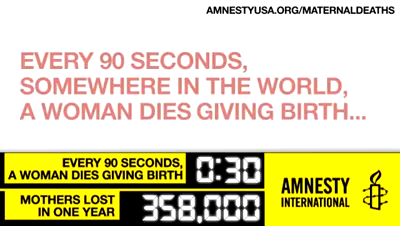 AMNESTYUSA.ORG/MATERNALDEATHS
EVERY 90 SECONDS,
SOMEWHERE IN THE WORLD,
A WOMAN DIES GIVING BIRTH...
EVERY 90 SECONDS,
A WOMAN DIES GIVING BIRTH
0:30
MOTHERS LOST
IN ONE YEAR
358,000
AMNESTY
INTERNATIONAL